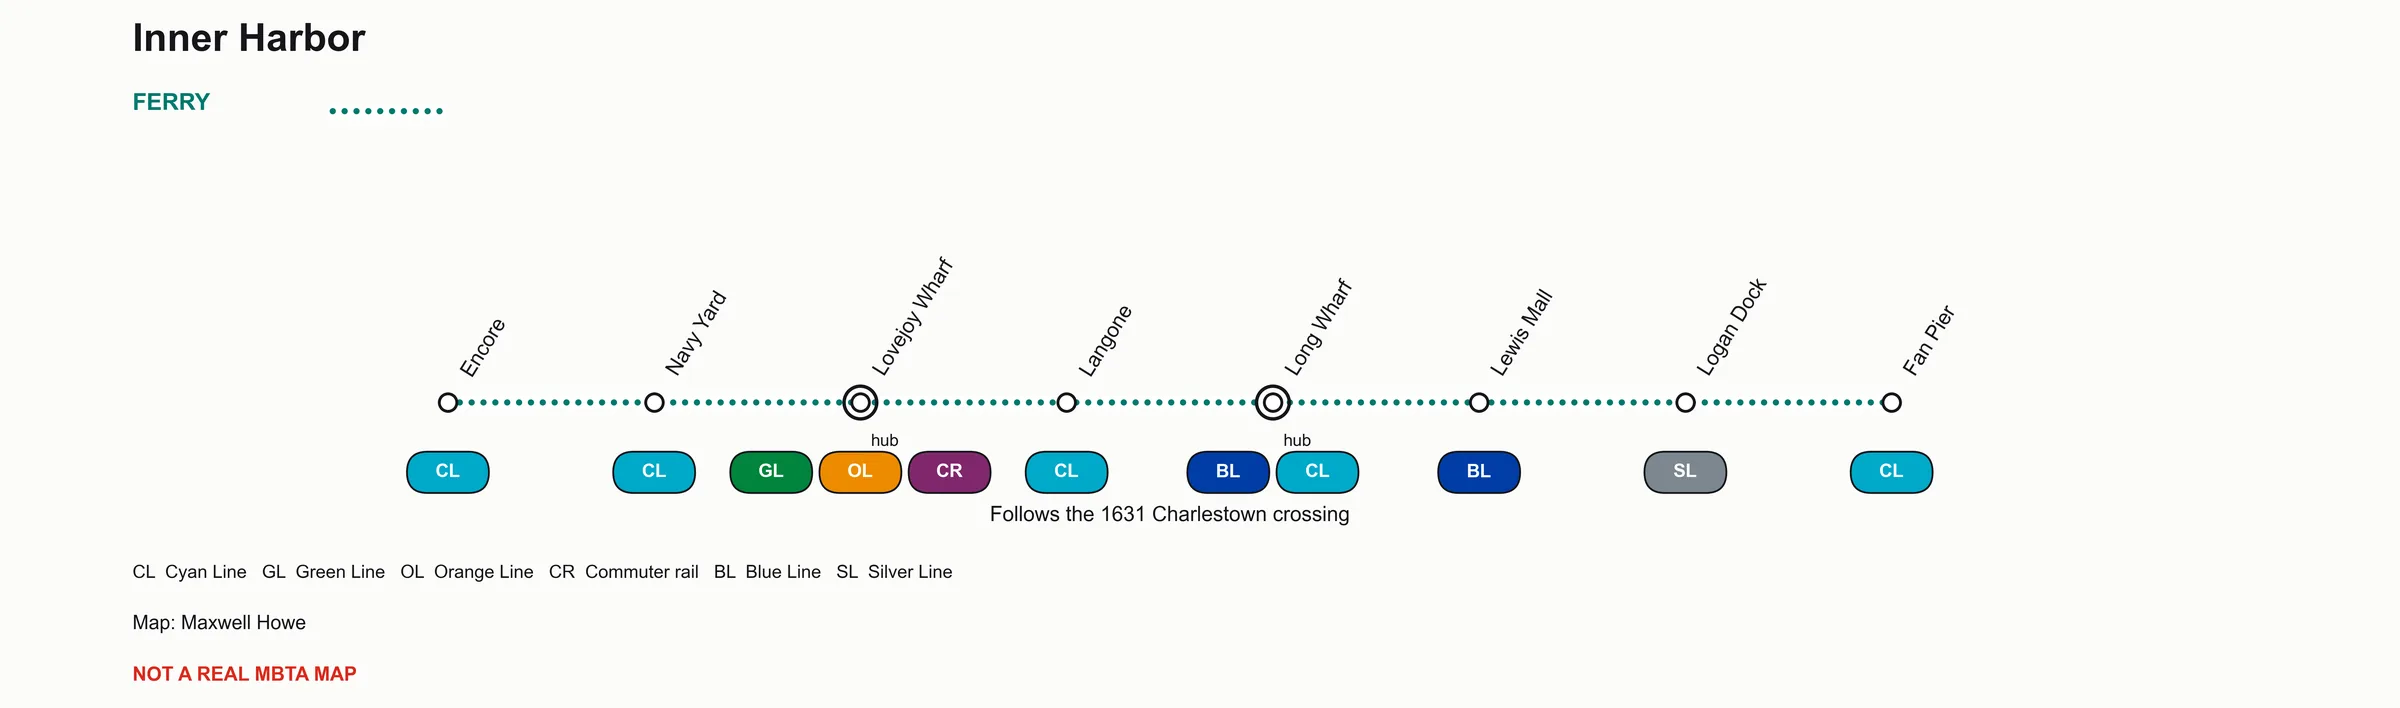 Inner Harbor
FERRY
Encore
Navy Yard
Lovejoy Wharf
Langone
Long Wharf
Lewis Mall
Logan Dock
Fan Pier
hub
hub
CL
CL
GL
OL
CR
CL
BL
CL
BL
SL
CL
Follows the 1631 Charlestown crossing
CL Cyan Line GL Green Line OL Orange Line CR Commuter rail BL Blue Line SL Silver Line
Map: Maxwell Howe
NOT A REAL MBTA MAP